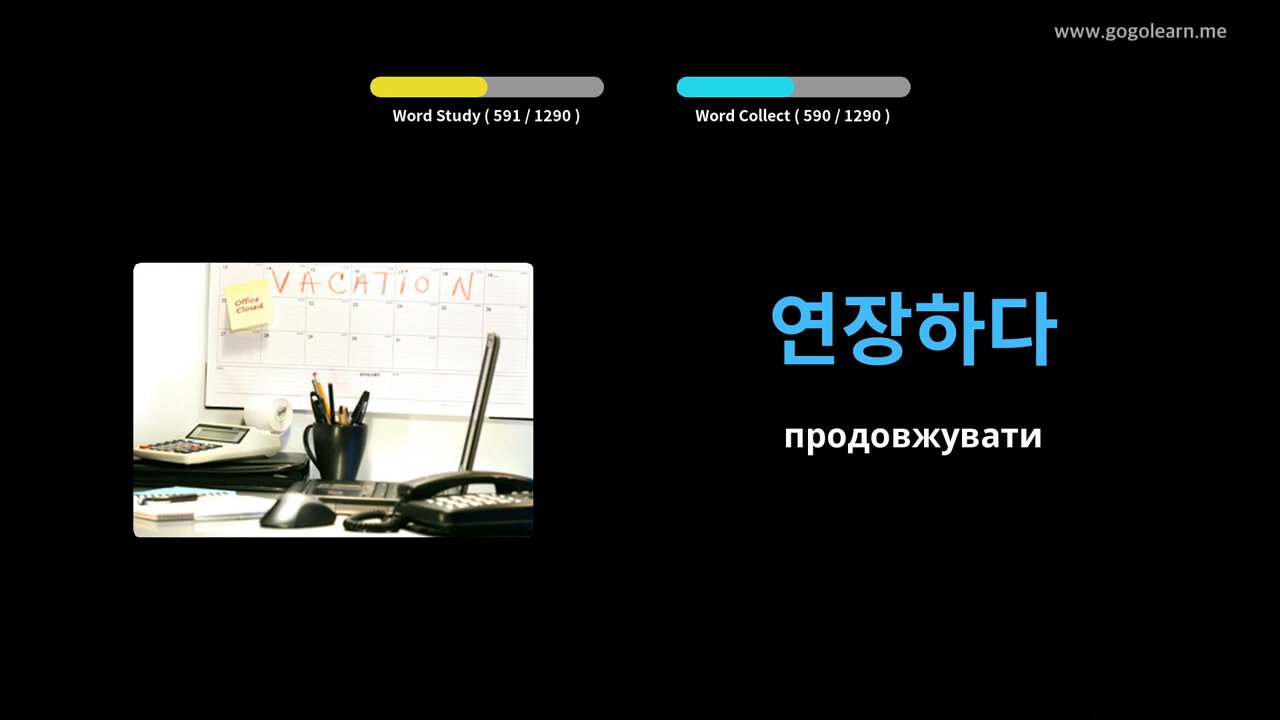 www.gogolearn.me
Word Study ( 591 / 1290 )
Word Collect ( 590 / 1290 )
VACATION
Office
Closed
연장하다
продовжувати